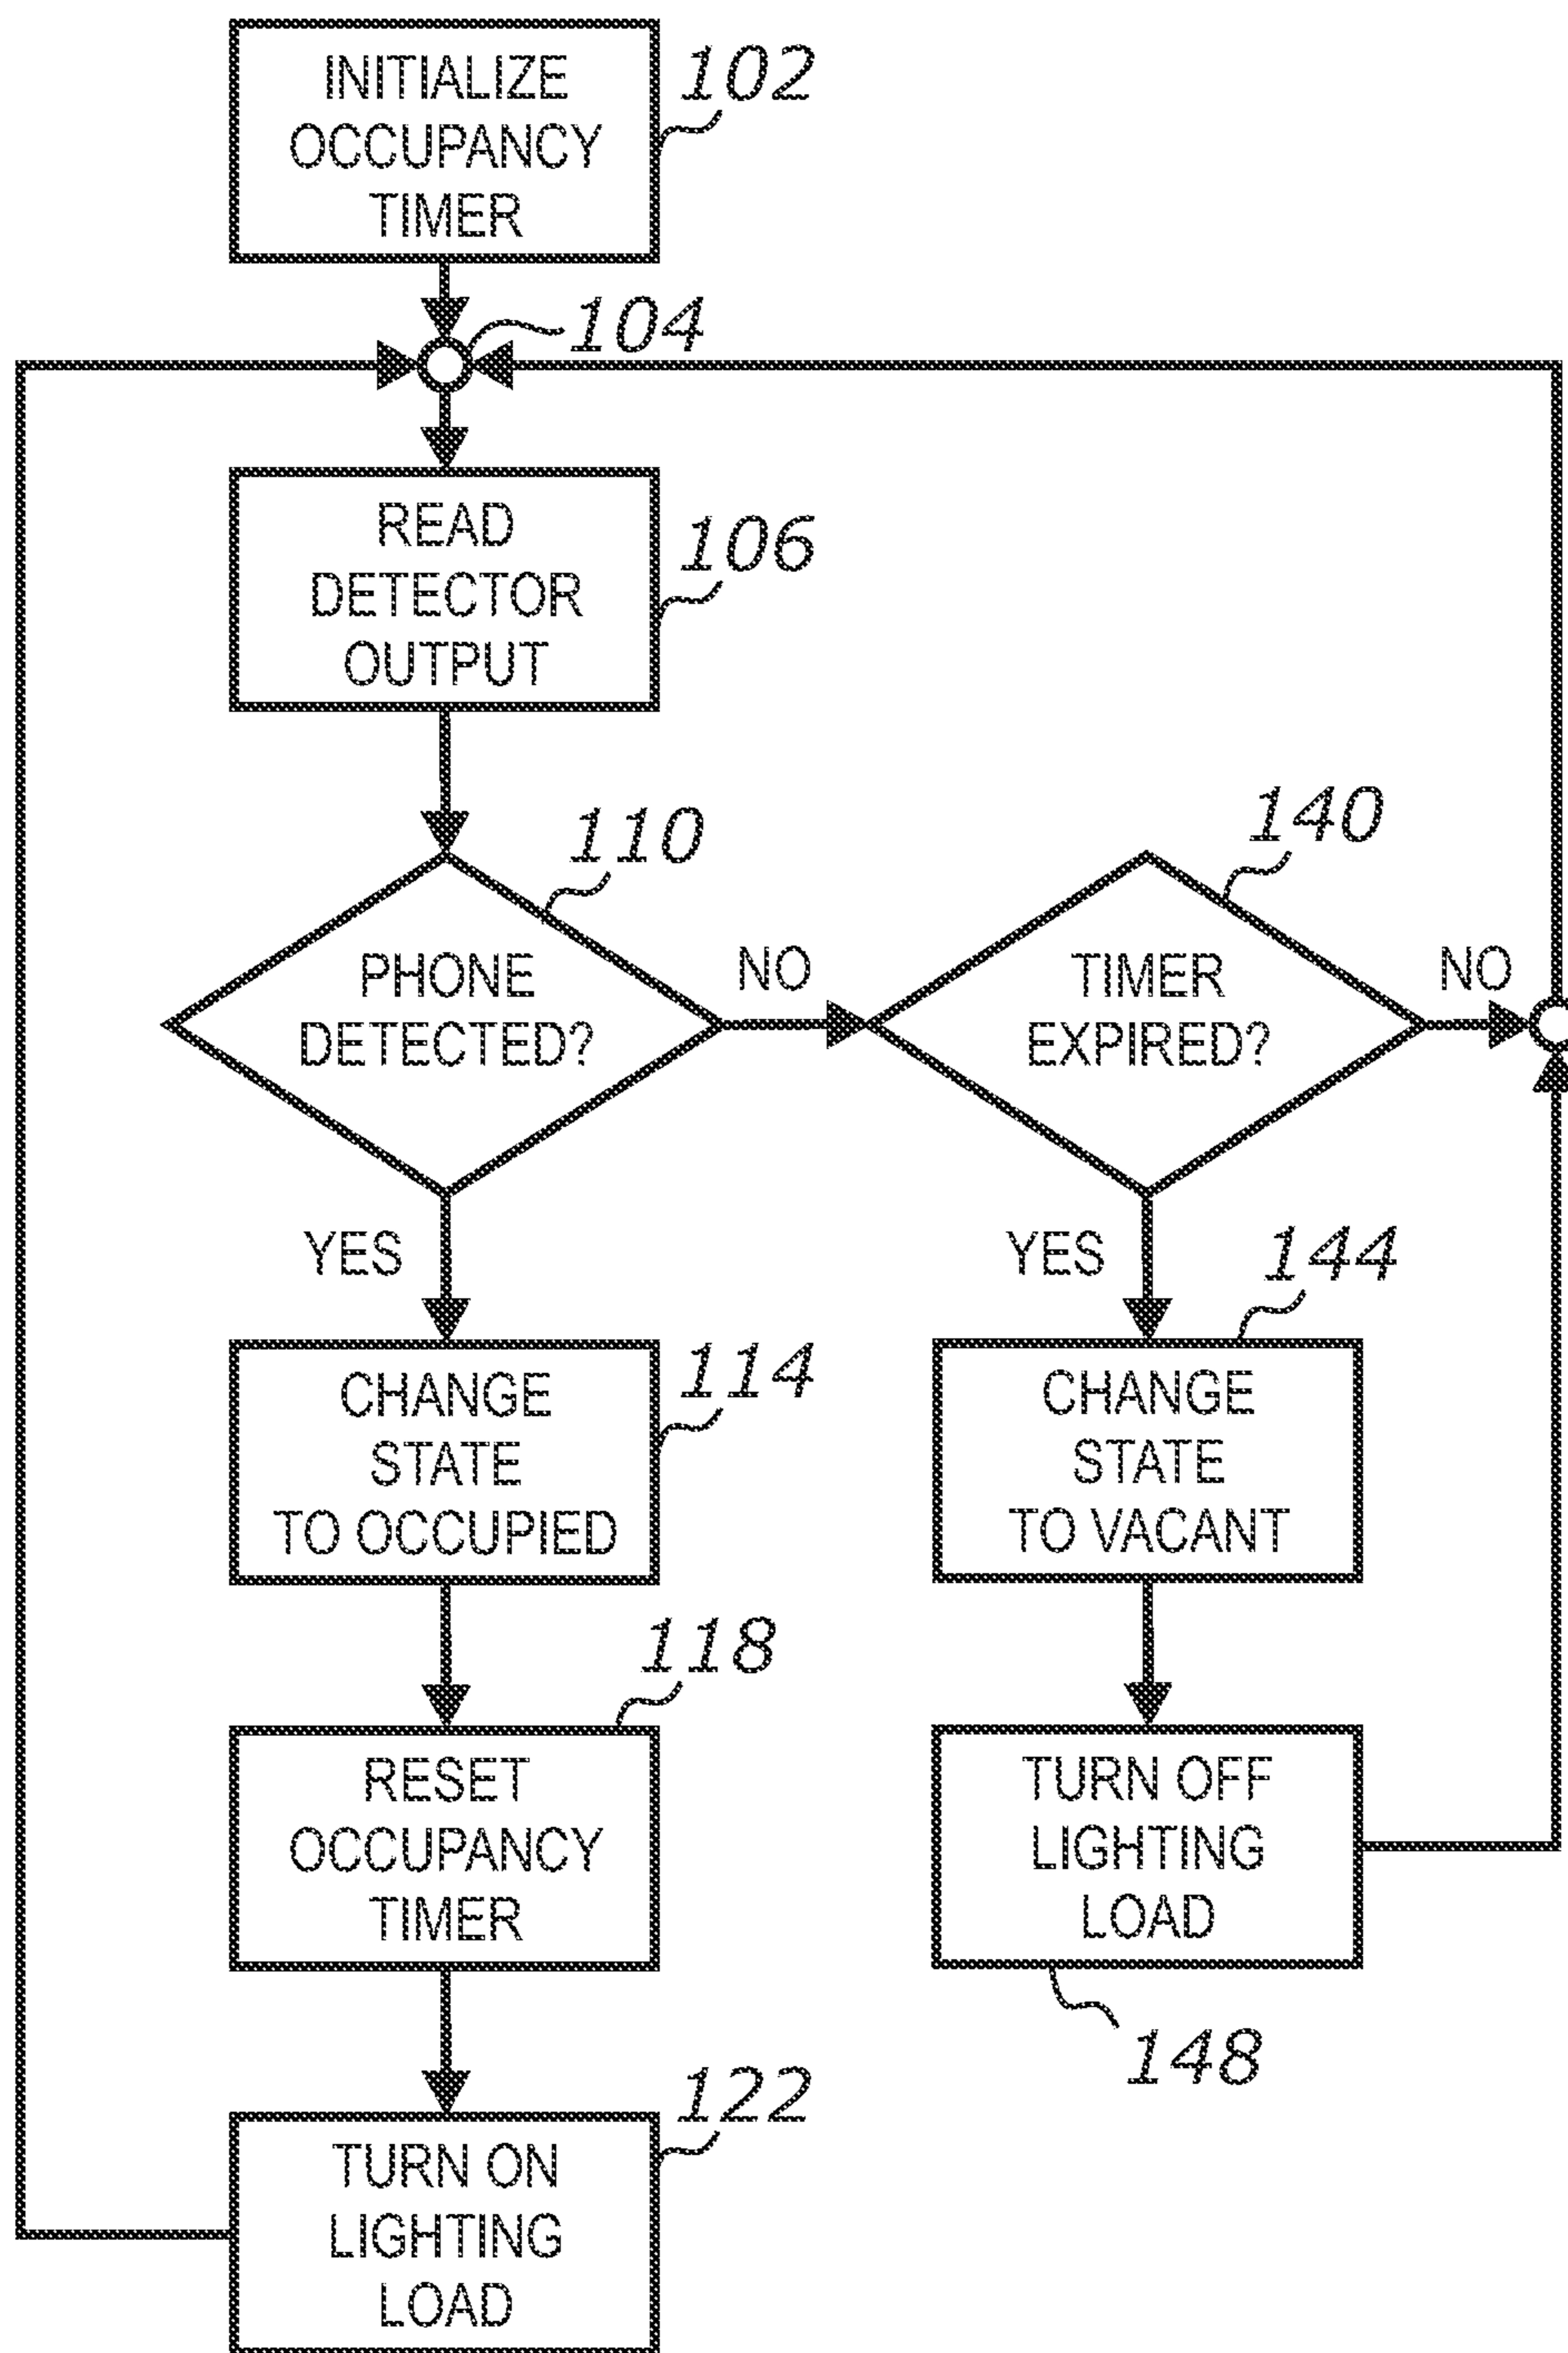 INITIALIZE
OCCUPANCY
TIMER
102
104
READ
DETECTOR
OUTPUT
106
110
PHONE
DETECTED?
NO
140
TIMER
EXPIRED?
NO
YES
YES
CHANGE
STATE
TO OCCUPIED
114
144
CHANGE
STATE
TO VACANT
118
RESET
OCCUPANCY
TIMER
TURN OFF
LIGHTING
LOAD
148
122
TURN ON
LIGHTING
LOAD